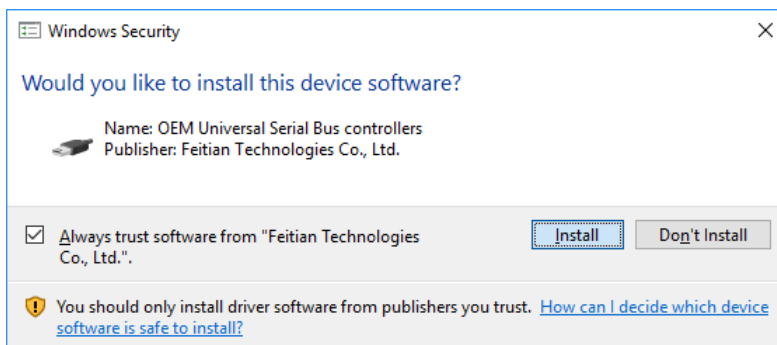 Windows Security
Would you like to install this device software?
Name: OEM Universal Serial Bus controllers
Publisher: Feitian Technologies Co., Ltd.
Always trust software from "Feitian Technologies
Co., Ltd.".
Install
Don't Install
You should only install driver software from publishers you trust. How can I decide which device
software is safe to install?